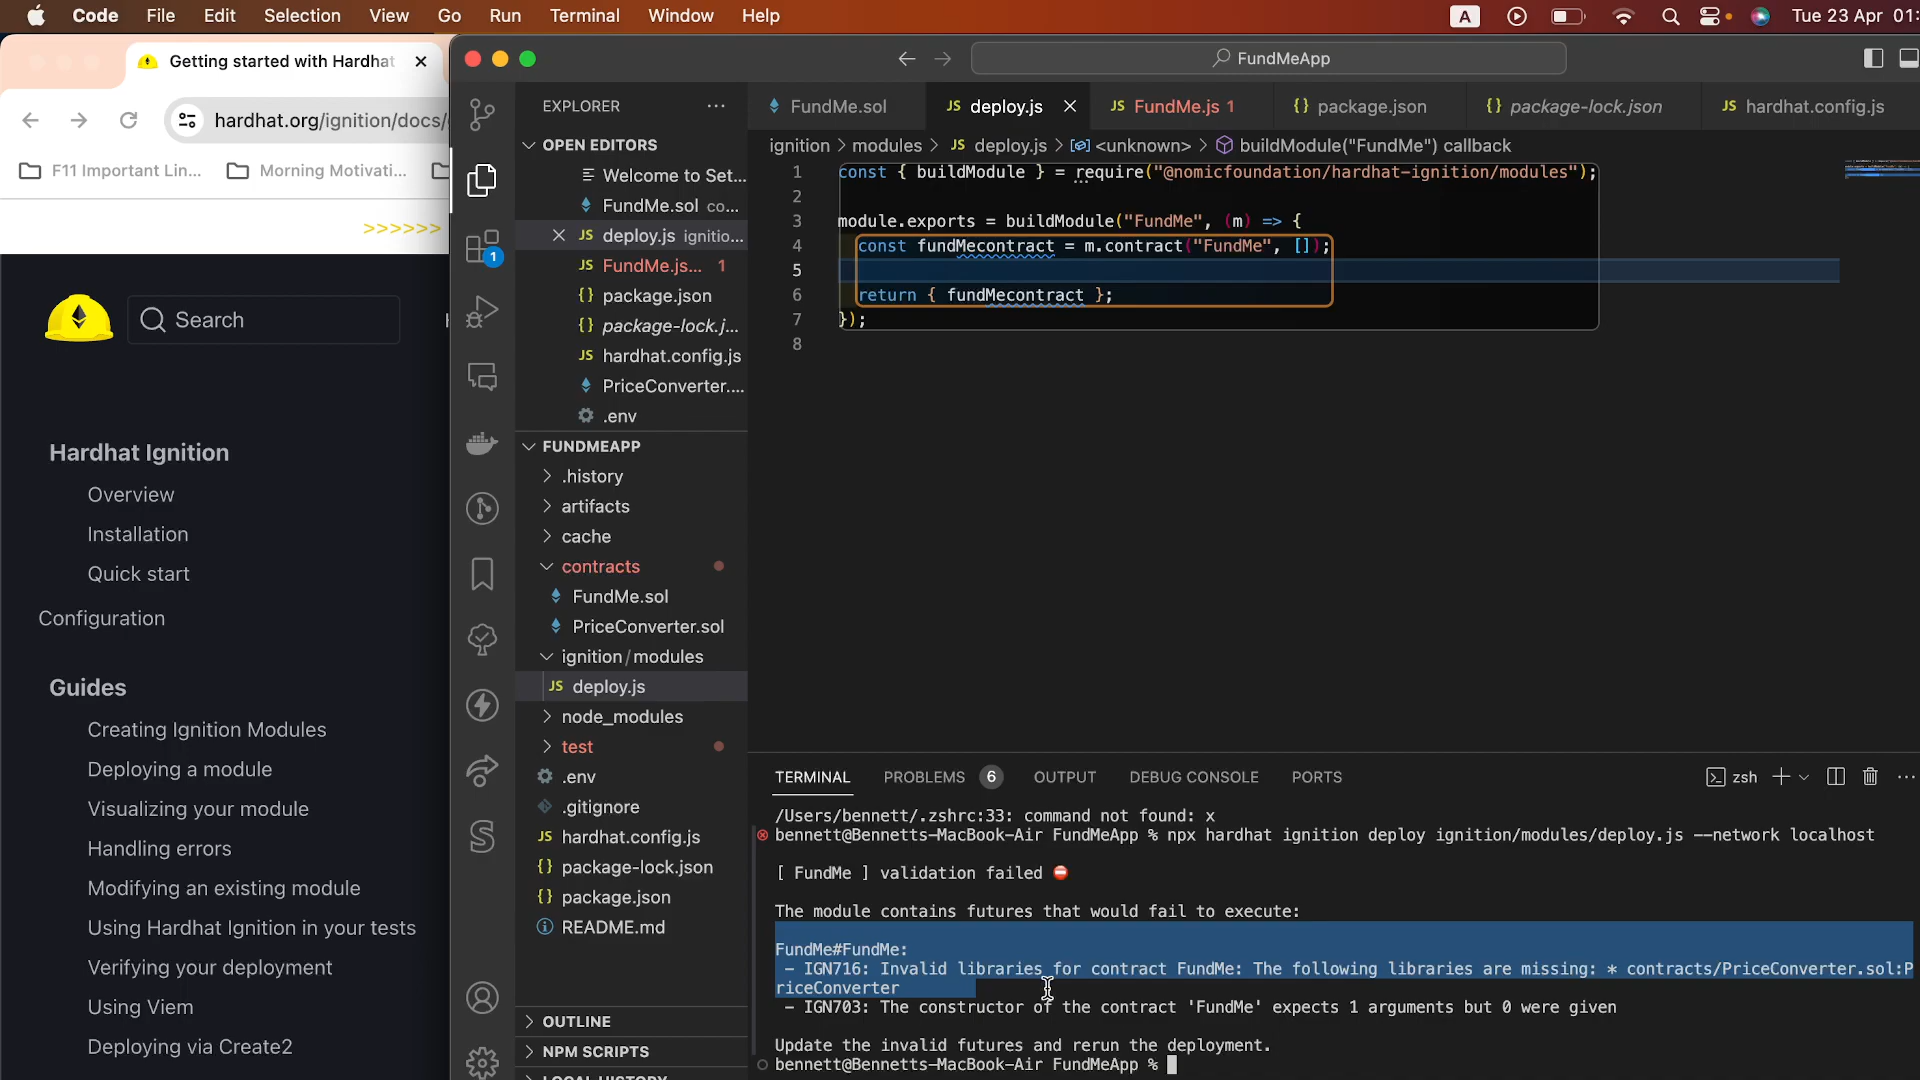 Code File Edit Selection View Go Run Terminal Window Help
A
Tue 23 Apr 01:
Getting started with Hardhat
hardhat.org/ignition/docs/
F11 Important Lin...
Morning Motivati...
>>>>>>
Search
Hardhat Ignition
Overview
Installation
Quick start
Configuration
Guides
Creating Ignition Modules
Deploying a module
Visualizing your module
Handling errors
Modifying an existing module
Using Hardhat Ignition in your tests
Verifying your deployment
Using Viem
Deploying via Create2
FundMeApp
1
EXPLORER
OPEN EDITORS
Welcome to Set...
FundMe.sol co...
JS deploy.js ignitio...
JS FundMe.js... 1
{} package.json
{} package-lock.j...
JS hardhat.config.js
PriceConverter....
.env
FUNDMEAPP
.history
artifacts
cache
contracts
FundMe.sol
PriceConverter.sol
ignition/modules
JS deploy.js
node_modules
test
.env
.gitignore
JS hardhat.config.js
{} package-lock.json
{} package.json
README.md
OUTLINE
NPM SCRIPTS
FundMe.sol
JS deploy.js
JS FundMe.js 1
{} package.json
{} package-lock.json
JS hardhat.config.js
ignition > modules > JS deploy.js > <unknown> > buildModule("FundMe") callback
1 const { buildModule } = require("@nomicfoundation/hardhat-ignition/modules");
2
3 module.exports = buildModule("FundMe", (m) => {
4 const fundMecontract = m.contract("FundMe", []);
5
6 return { fundMecontract };
7 });
8
TERMINAL PROBLEMS 6 OUTPUT DEBUG CONSOLE PORTS
zsh
/Users/bennett/.zshrc:33: command not found: x
bennett@Bennetts-MacBook-Air FundMeApp % npx hardhat ignition deploy ignition/modules/deploy.js --network localhost
[ FundMe ] validation failed ⛔
The module contains futures that would fail to execute:
FundMe#FundMe:
- IGN716: Invalid libraries for contract FundMe: The following libraries are missing: * contracts/PriceConverter.sol:P
riceConverter
- IGN703: The constructor of the contract 'FundMe' expects 1 arguments but 0 were given
Update the invalid futures and rerun the deployment.
bennett@Bennetts-MacBook-Air FundMeApp %